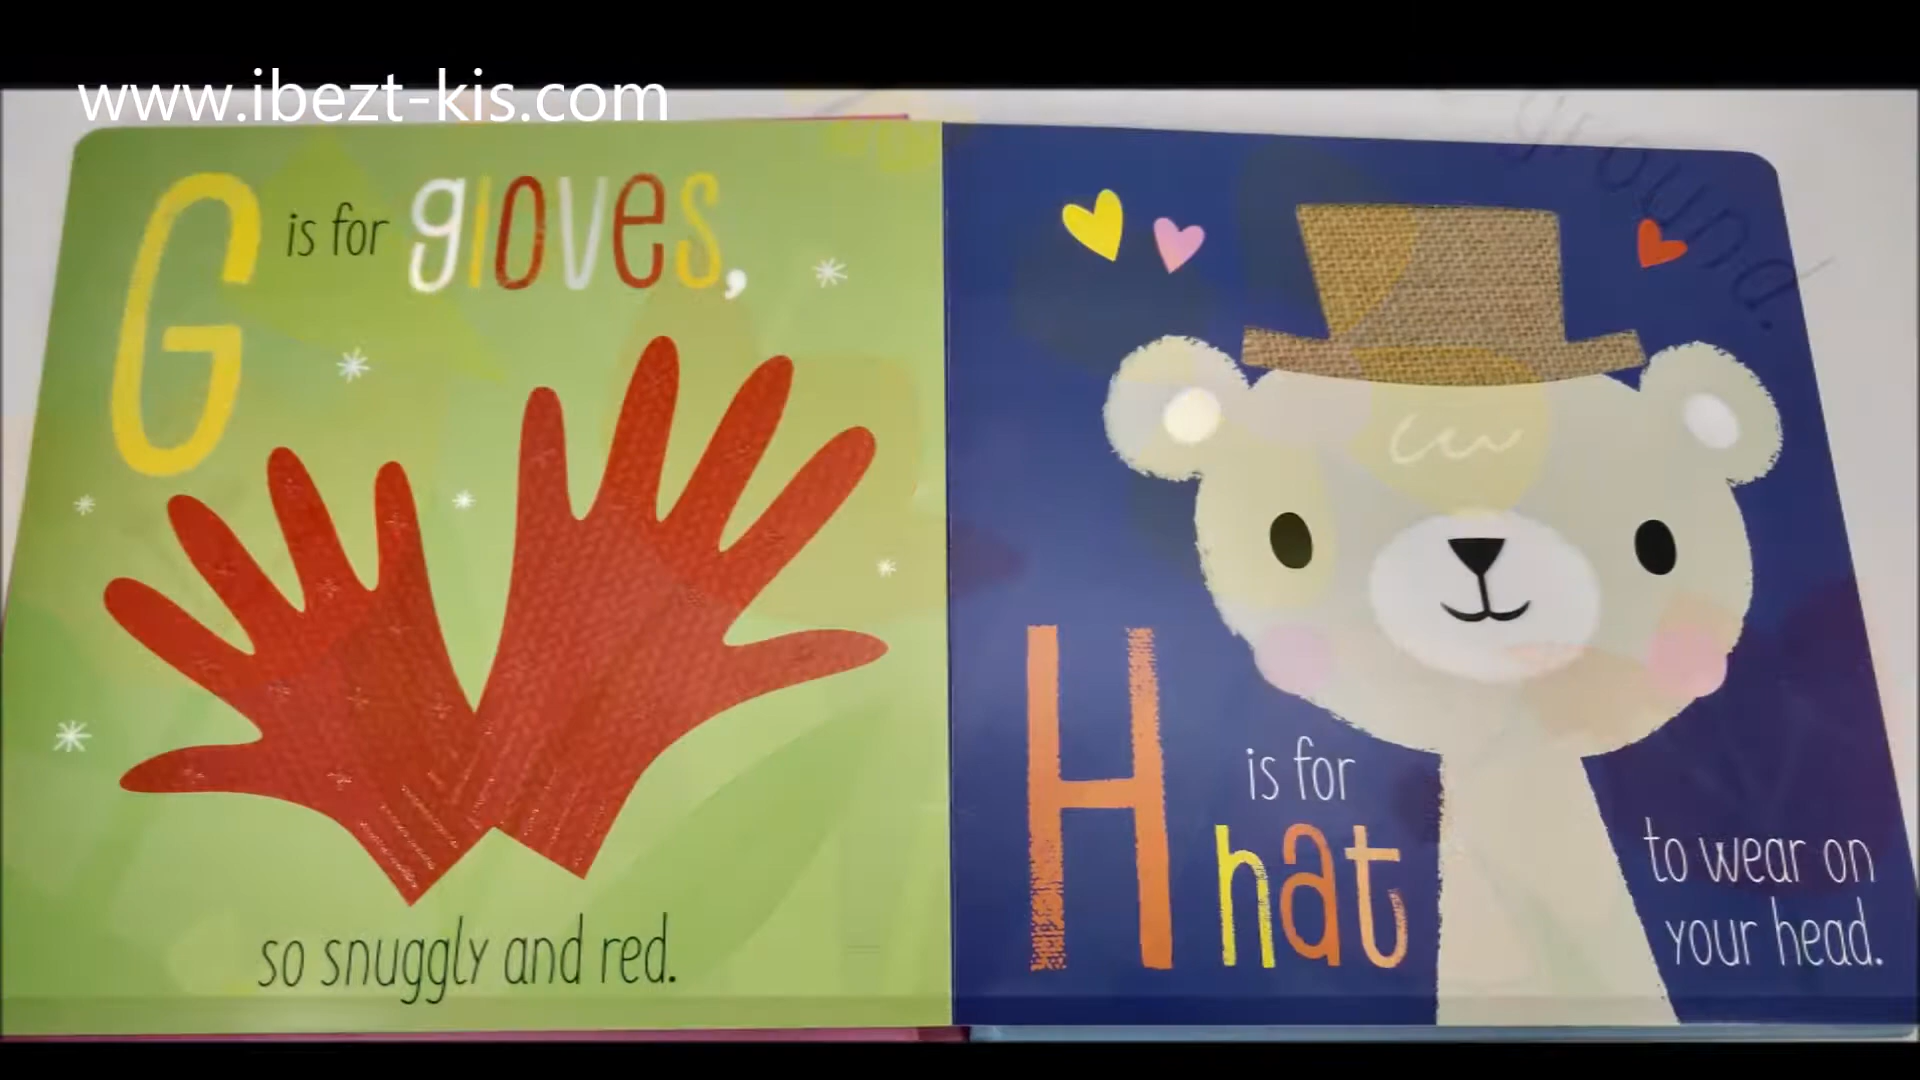 www.ibezt-kis.com
G is for gloves,
so snuggly and red.
ground.
H is for
hat
to wear on
your head.